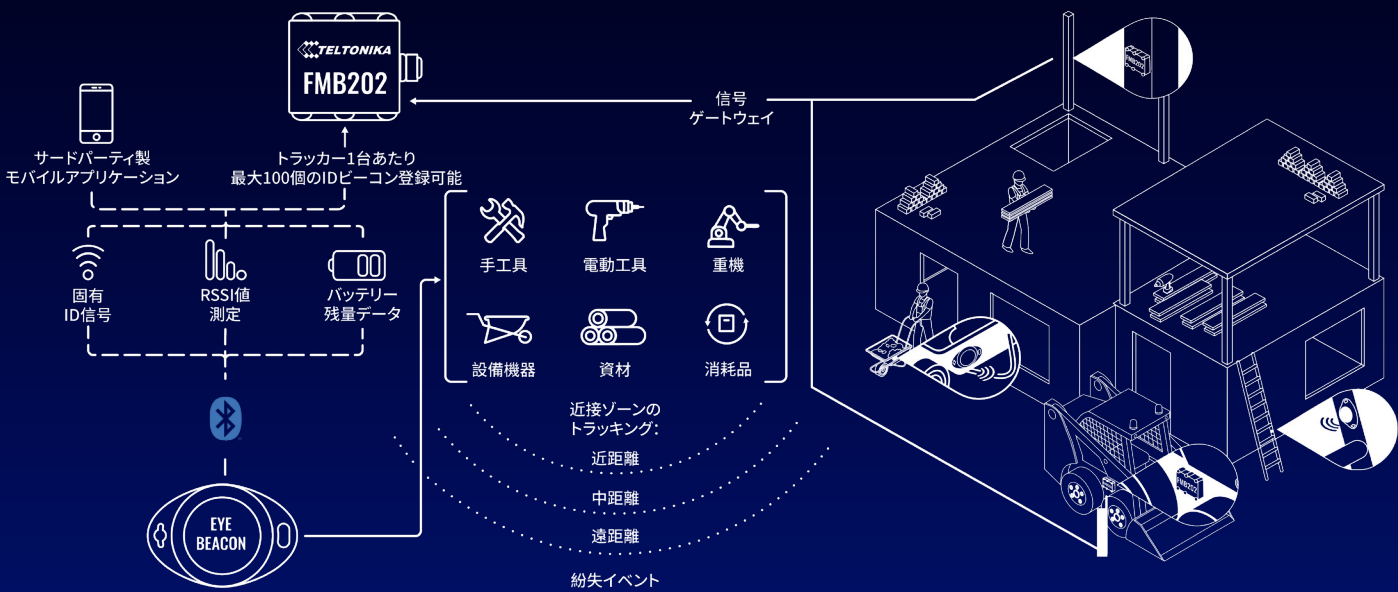 TELTONIKA
FMB202
サードパーティ製
モバイルアプリケーション
トラッカー1台あたり
最大100個のIDビーコン登録可能
信号
ゲートウェイ
FMB202
固有
ID信号
RSSI値
測定
バッテリー
残量データ
手工具
電動工具
重機
設備機器
資材
消耗品
近接ゾーンの
トラッキング:
近距離
中距離
遠距離
紛失イベント
EYE
BEACON
FMB202